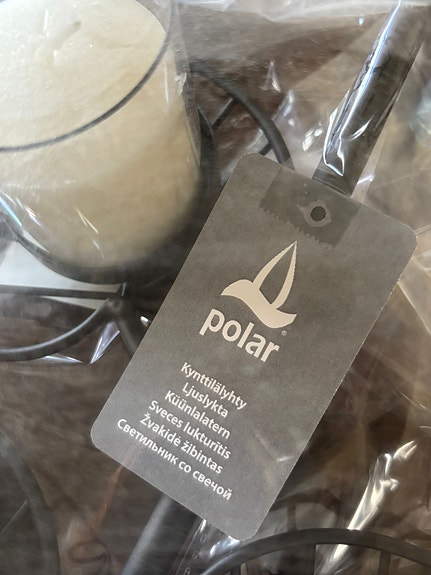 polar®
Kynttilälyhty
Ljuslykta
Küünlalatern
Sveces lukturītis
Žvakidė žibintas
Светильник со свечой